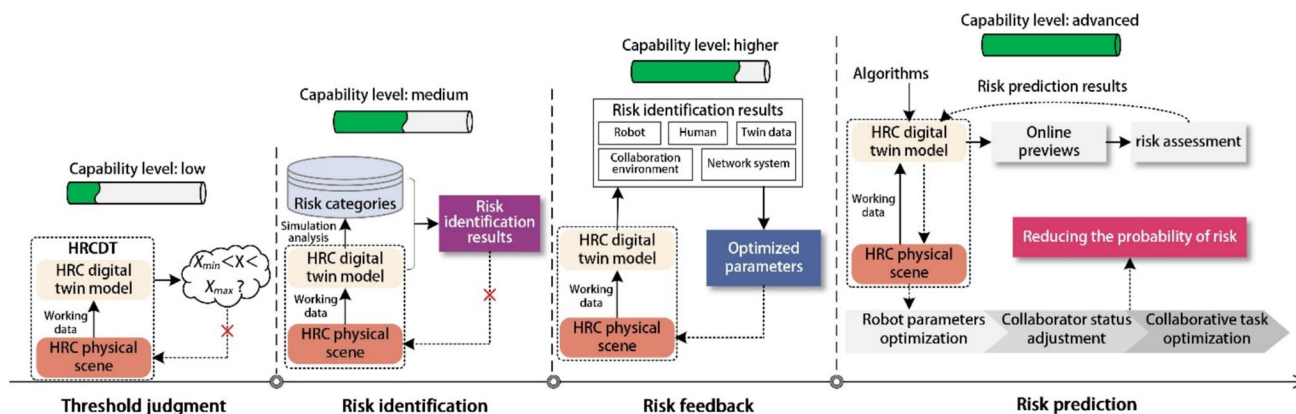 Capability level: low
HRCDT
HRC digital
twin model
Working
data
HRC physical
scene
Xmin<X<
Xmax?
Threshold judgment
Capability level: medium
Risk categories
Simulation
analysis
HRC digital
twin model
Working
data
HRC physical
scene
Risk
identification
results
Risk identification
Capability level: higher
Risk identification results
Robot
Human
Twin data
Collaboration
environment
Network system
HRC digital
twin model
Working
data
HRC physical
scene
Optimized
parameters
Risk feedback
Capability level: advanced
Algorithms
Risk prediction results
HRC digital
twin model
Online
previews
risk assessment
Working
data
HRC physical
scene
Reducing the probability of risk
Robot parameters
optimization
Collaborator status
adjustment
Collaborative task
optimization
Risk prediction